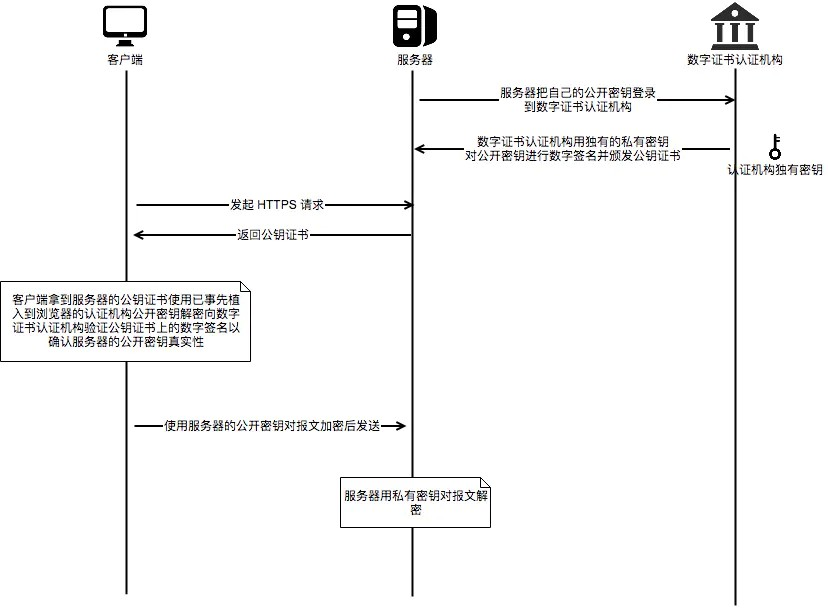 客户端
服务器
数字证书认证机构
服务器把自己的公开密钥登录
到数字证书认证机构
数字证书认证机构用独有的私有密钥
对公开密钥进行数字签名并颁发公钥证书
认证机构独有密钥
发起 HTTPS 请求
返回公钥证书
客户端拿到服务器的公钥证书使用已事先植
入到浏览器的认证机构公开密钥解密向数字
证书认证机构验证公钥证书上的数字签名以
确认服务器的公开密钥真实性
使用服务器的公开密钥对报文加密后发送
服务器用私有密钥对报文解
密